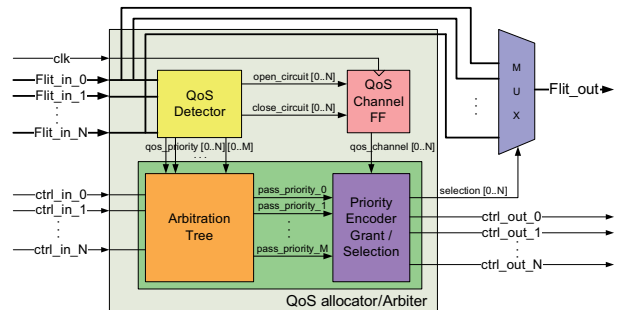 clk
Flit_in_0
Flit_in_1
Flit_in_N
QoS
Detector
open_circuit [0..N]
close_circuit [0..N]
QoS
Channel
FF
M
U
X
Flit_out
qos_priority [0..N] [0..M]
qos_channel [0..N]
ctrl_in_0
ctrl_in_1
ctrl_in_N
Arbitration
Tree
pass_priority_0
pass_priority_1
pass_priority_M
Priority
Encoder
Grant /
Selection
selection [0..N]
ctrl_out_0
ctrl_out_1
ctrl_out_N
QoS allocator/Arbiter